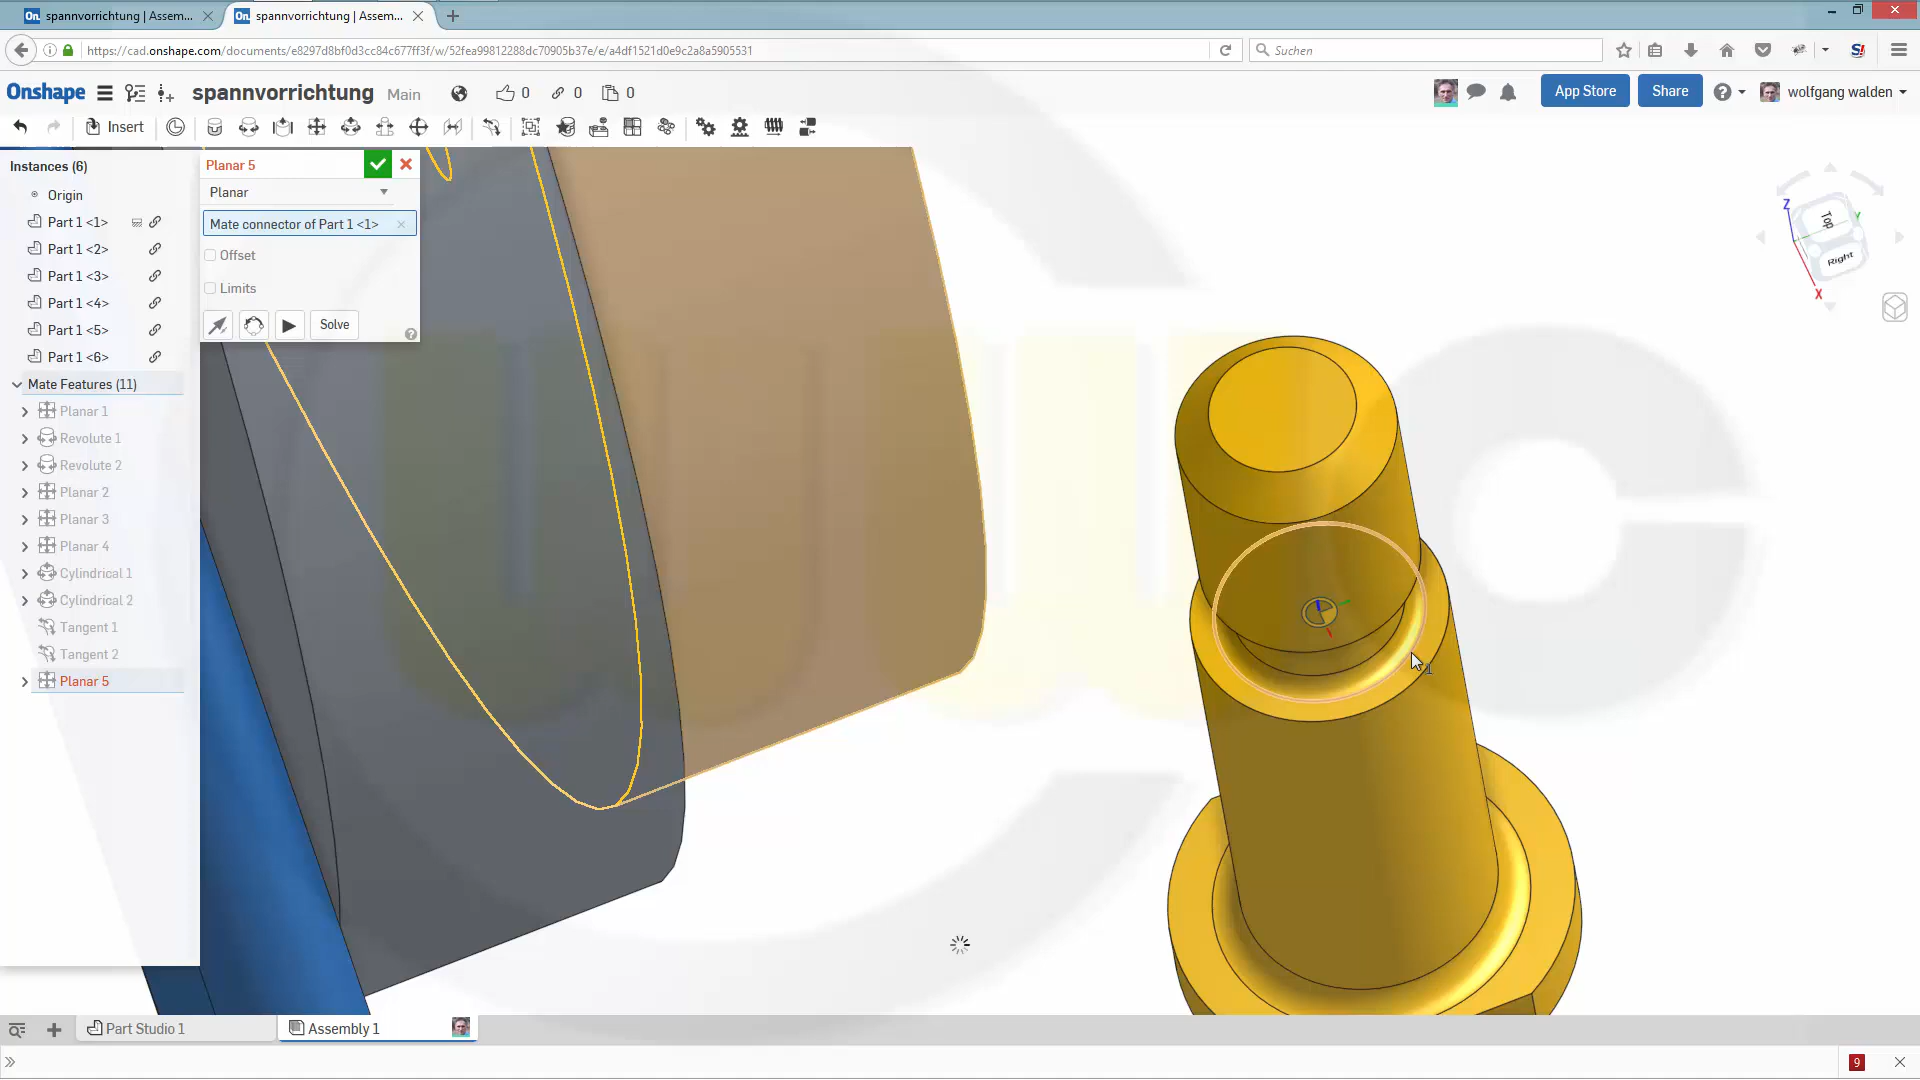 spannvorrichtung | Assem...
spannvorrichtung | Assem...
https://cad.onshape.com/documents/e8297d8bf0d3cc84c677ff3f/w/52fea99812288dc70905b37e/e/a4df1521d0e9c2a8a5905531
Suchen
Onshape
spannvorrichtung Main
0
0
0
App Store
Share
wolfgang walden
Insert
Instances (6)
Origin
Part 1 <1>
Part 1 <2>
Part 1 <3>
Part 1 <4>
Part 1 <5>
Part 1 <6>
Mate Features (11)
Planar 1
Revolute 1
Revolute 2
Planar 2
Planar 3
Planar 4
Cylindrical 1
Cylindrical 2
Tangent 1
Tangent 2
Planar 5
Planar 5
Planar
Mate connector of Part 1 <1>
Offset
Limits
Solve
Z
Top
Right
X
1
Part Studio 1
Assembly 1
9